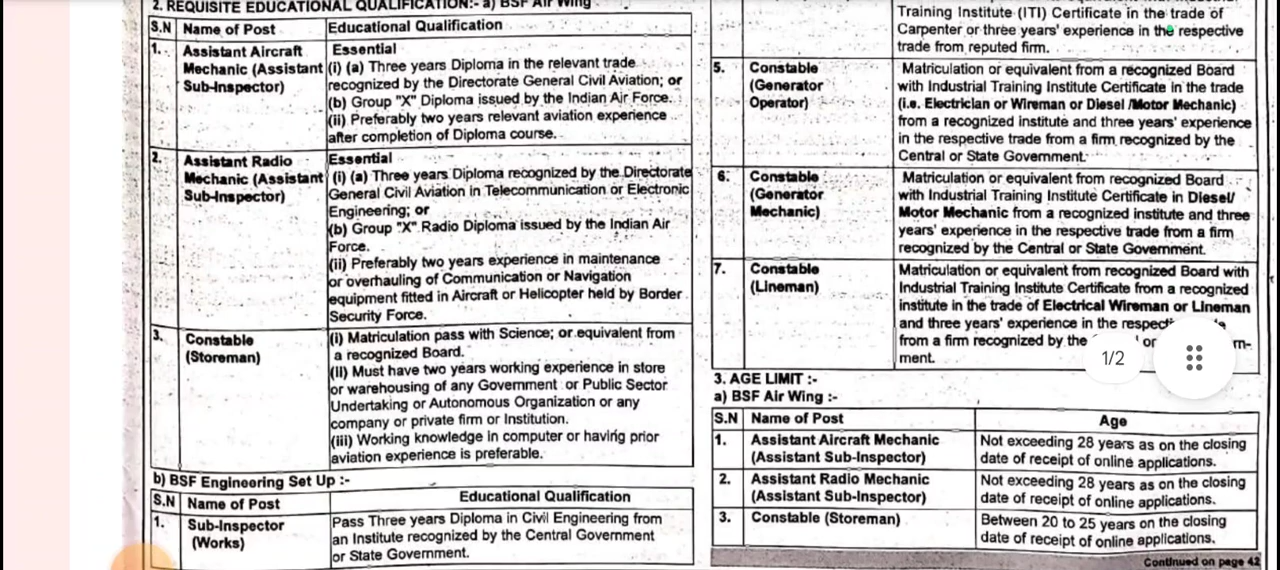 2. REQUISITE EDUCATIONAL QUALIFICATION:- a) BSF Air Wing
S.N Name of Post Educational Qualification
1. Assistant Aircraft Mechanic (Assistant Sub-Inspector)
Essential
(i) (a) Three years Diploma in the relevant trade
recognized by the Directorate General Civil Aviation; or
(b) Group "X" Diploma issued by the Indian Air Force.
(ii) Preferably two years relevant aviation experience
after completion of Diploma course.
2. Assistant Radio Mechanic (Assistant Sub-Inspector)
Essential
(i) (a) Three years Diploma recognized by the Directorate
General Civil Aviation in Telecommunication or Electronic
Engineering; or
(b) Group "X" Radio Diploma issued by the Indian Air
Force.
(ii) Preferably two years experience in maintenance
or overhauling of Communication or Navigation
equipment fitted in Aircraft or Helicopter held by Border
Security Force.
3. Constable (Storeman)
(i) Matriculation pass with Science; or equivalent from
a recognized Board.
(ii) Must have two years working experience in store
or warehousing of any Government or Public Sector
Undertaking or Autonomous Organization or any
company or private firm or Institution.
(iii) Working knowledge in computer or having prior
aviation experience is preferable.
b) BSF Engineering Set Up :-
S.N Name of Post Educational Qualification
1. Sub-Inspector (Works)
Pass Three years Diploma in Civil Engineering from
an Institute recognized by the Central Government
or State Government.
Training Institute (ITI) Certificate in the trade of
Carpenter or three years' experience in the respective
trade from reputed firm.
5. Constable (Generator Operator)
Matriculation or equivalent from a recognized Board
with Industrial Training Institute Certificate in the trade
(i.e. Electrician or Wireman or Diesel /Motor Mechanic)
from a recognized institute and three years' experience
in the respective trade from a firm recognized by the
Central or State Government.
6. Constable (Generator Mechanic)
Matriculation or equivalent from recognized Board
with Industrial Training Institute Certificate in Diesel/
Motor Mechanic from a recognized institute and three
years' experience in the respective trade from a firm
recognized by the Central or State Government.
7. Constable (Lineman)
Matriculation or equivalent from recognized Board with
Industrial Training Institute Certificate from a recognized
institute in the trade of Electrical Wireman or Lineman
and three years' experience in the
from a firm recognized by the or
ment.
1/2
3. AGE LIMIT :-
a) BSF Air Wing :-
S.N Name of Post Age
1. Assistant Aircraft Mechanic (Assistant Sub-Inspector)
Not exceeding 28 years as on the closing
date of receipt of online applications.
2. Assistant Radio Mechanic (Assistant Sub-Inspector)
Not exceeding 28 years as on the closing
date of receipt of online applications.
3. Constable (Storeman)
Between 20 to 25 years on the closing
date of receipt of online applications.
Continued on page 42